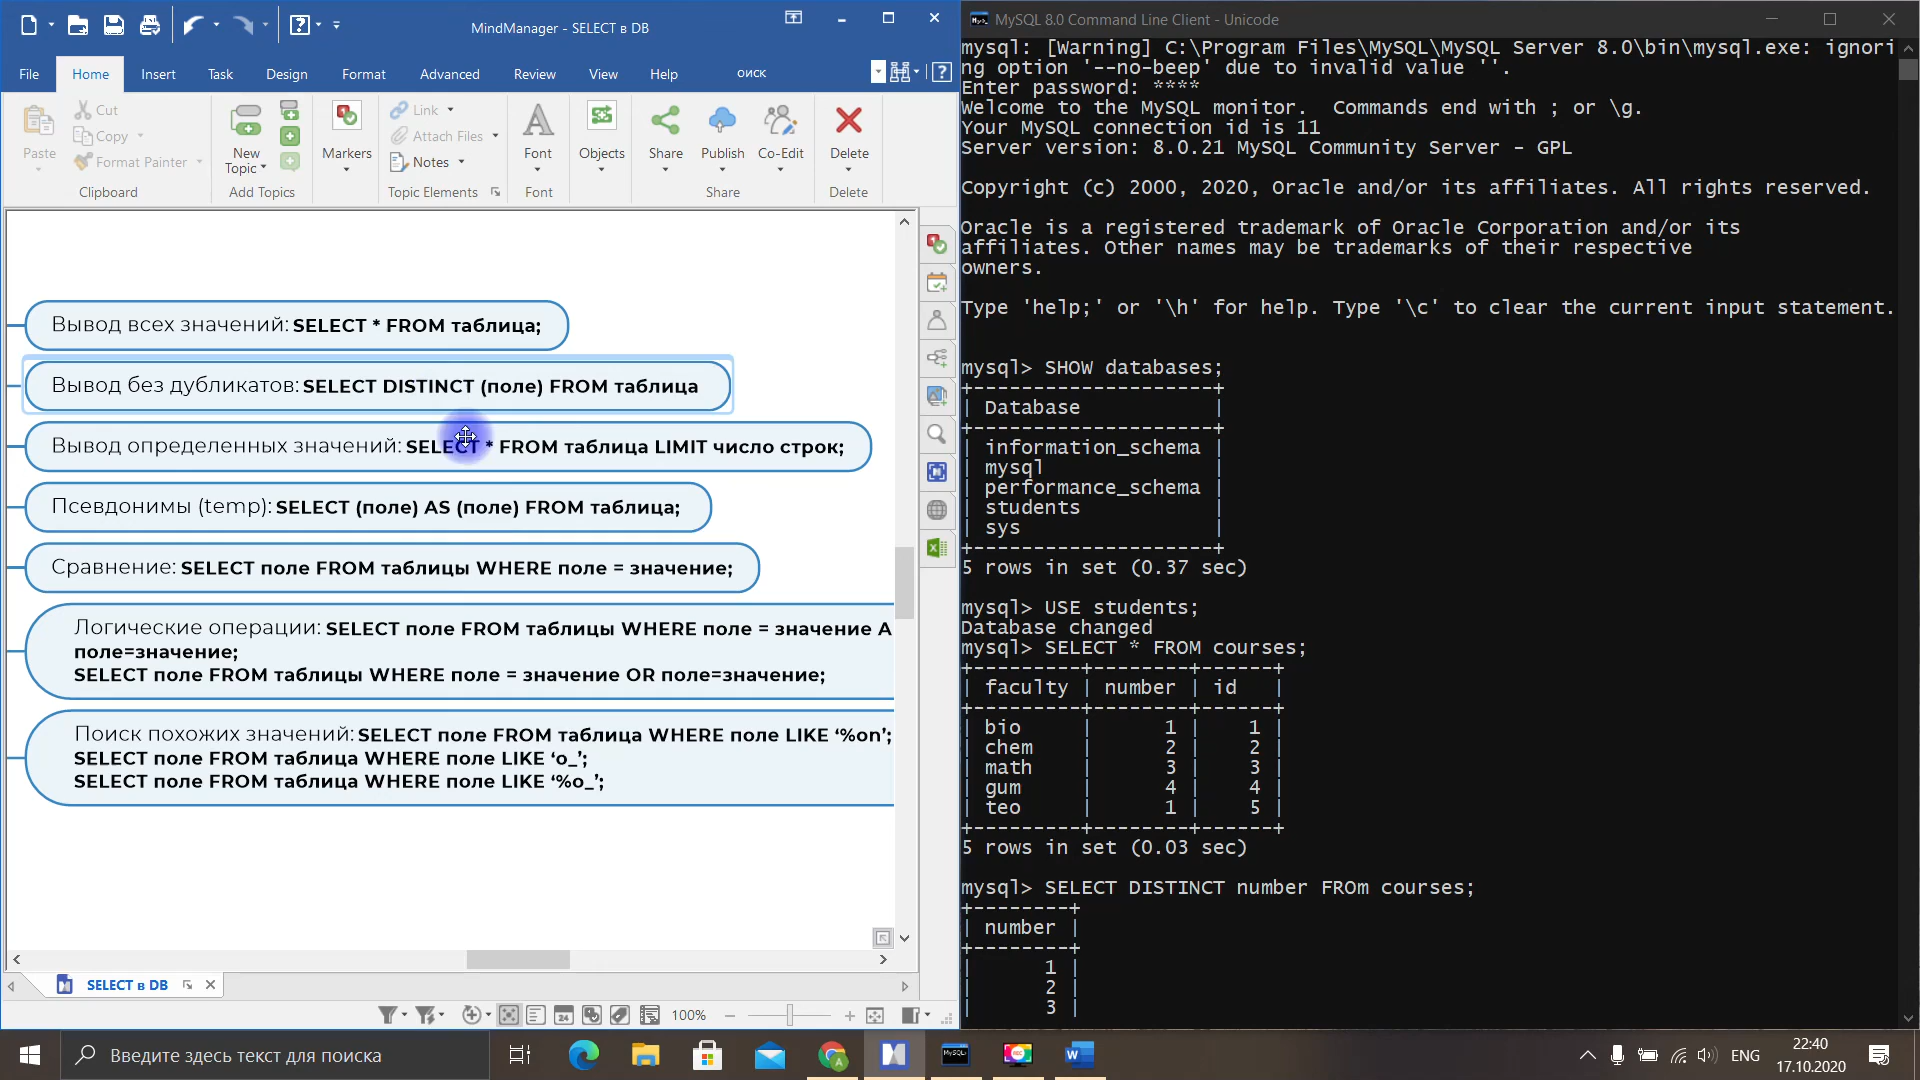 MindManager - SELECT в DB
File Home Insert Task Design Format Advanced Review View Help оиск
Paste
Cut
Copy
Format Painter
Clipboard
New Topic
Add Topics
Markers
Link
Attach Files
Notes
Topic Elements
Font
Font
Objects
Share
Publish
Co-Edit
Share
Delete
Delete
Вывод всех значений: SELECT * FROM таблица;
Вывод без дубликатов: SELECT DISTINCT (поле) FROM таблица
Вывод определенных значений: SELECT * FROM таблица LIMIT число строк;
Псевдонимы (temp): SELECT (поле) AS (поле) FROM таблица;
Сравнение: SELECT поле FROM таблицы WHERE поле = значение;
Логические операции: SELECT поле FROM таблицы WHERE поле = значение A
поле=значение;
SELECT поле FROM таблицы WHERE поле = значение OR поле=значение;
Поиск похожих значений: SELECT поле FROM таблица WHERE поле LIKE ‘%on’;
SELECT поле FROM таблица WHERE поле LIKE ‘o_’;
SELECT поле FROM таблица WHERE поле LIKE ‘%o_’;
SELECT в DB
100%
MySQL 8.0 Command Line Client - Unicode
mysql: [Warning] C:\Program Files\MySQL\MySQL Server 8.0\bin\mysql.exe: ignori
ng option '--no-beep' due to invalid value ''.
Enter password: ****
Welcome to the MySQL monitor.  Commands end with ; or \g.
Your MySQL connection id is 11
Server version: 8.0.21 MySQL Community Server - GPL
Copyright (c) 2000, 2020, Oracle and/or its affiliates. All rights reserved.
Oracle is a registered trademark of Oracle Corporation and/or its
affiliates. Other names may be trademarks of their respective
owners.
Type 'help;' or '\h' for help. Type '\c' to clear the current input statement.
mysql> SHOW databases;
+--------------------+
| Database           |
+--------------------+
| information_schema |
| mysql              |
| performance_schema |
| students           |
| sys                |
+--------------------+
5 rows in set (0.37 sec)
mysql> USE students;
Database changed
mysql> SELECT * FROM courses;
+---------+--------+------+
| faculty | number | id   |
+---------+--------+------+
| bio     |      1 |    1 |
| chem    |      2 |    2 |
| math    |      3 |    3 |
| gum     |      4 |    4 |
| teo     |      1 |    5 |
+---------+--------+------+
5 rows in set (0.03 sec)
mysql> SELECT DISTINCT number FROm courses;
+--------+
| number |
+--------+
|      1 |
|      2 |
|      3 |
Введите здесь текст для поиска
ENG
22:40
17.10.2020